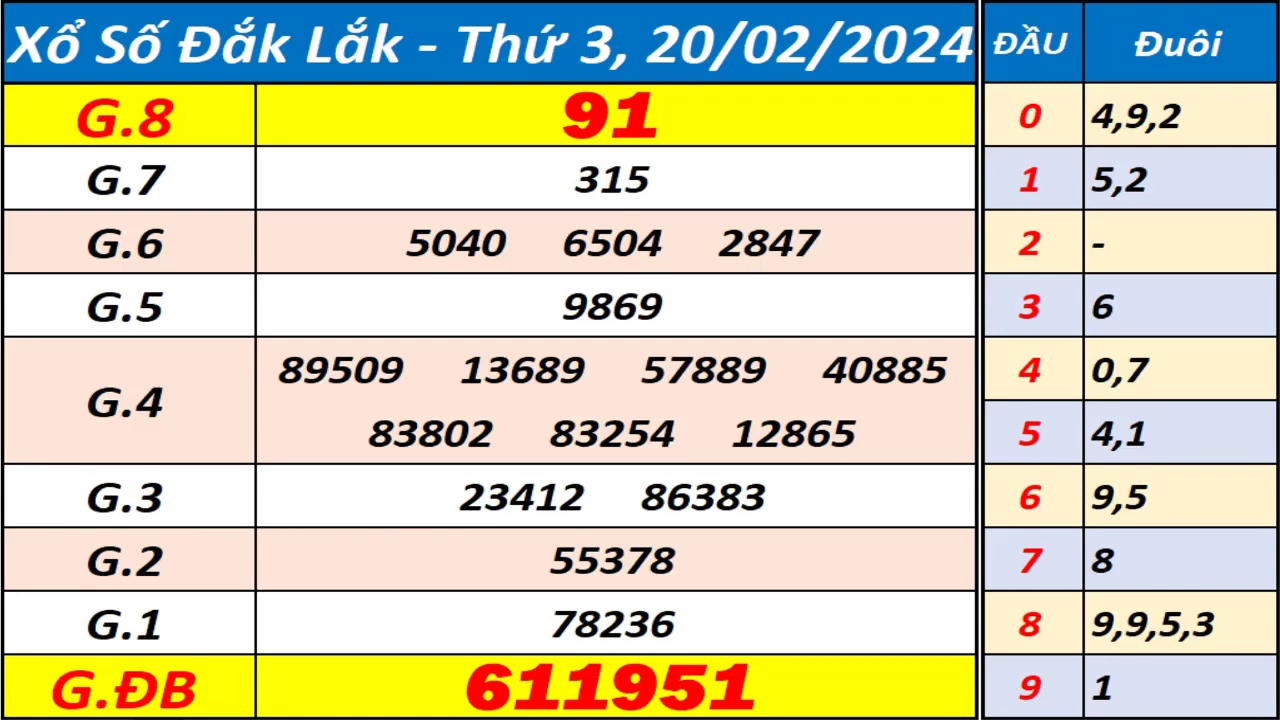 Xổ Số Đắk Lắk - Thứ 3, 20/02/2024
G.8 91
G.7 315
G.6 5040 6504 2847
G.5 9869
G.4 89509 13689 57889 40885
83802 83254 12865
G.3 23412 86383
G.2 55378
G.1 78236
G.ĐB 611951
ĐẦU Đuôi
0 4,9,2
1 5,2
2 -
3 6
4 0,7
5 4,1
6 9,5
7 8
8 9,9,5,3
9 1